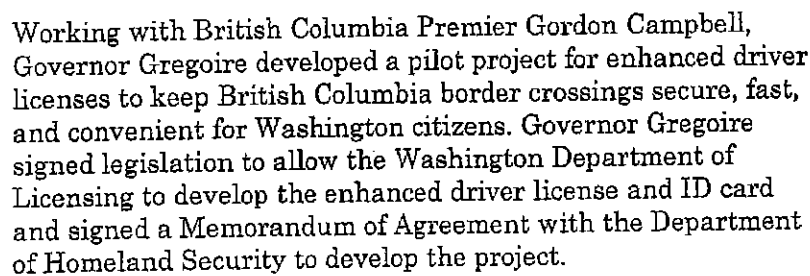 Working with British Columbia Premier Gordon Campbell,
Governor Gregoire developed a pilot project for enhanced driver
licenses to keep British Columbia border crossings secure, fast,
and convenient for Washington citizens. Governor Gregoire
signed legislation to allow the Washington Department of
Licensing to develop the enhanced driver license and ID card
and signed a Memorandum of Agreement with the Department
of Homeland Security to develop the project.